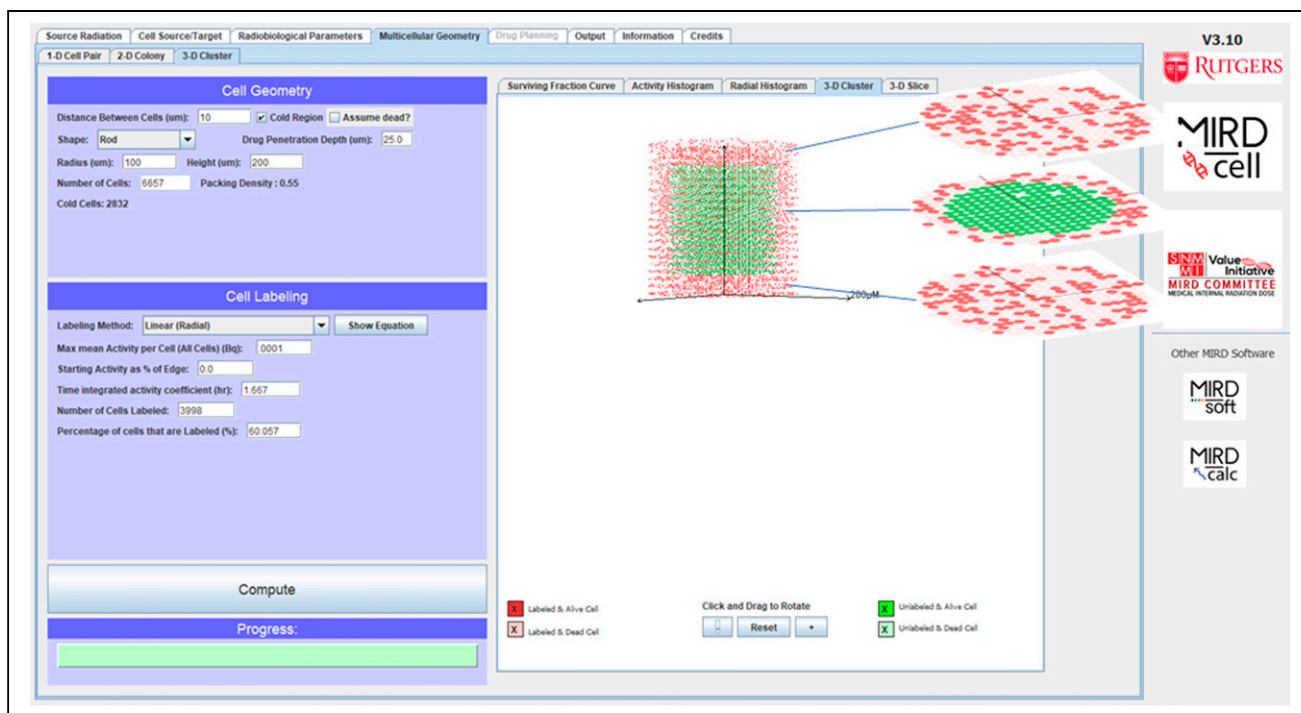 Source Radiation Cell Source/Target Radiobiological Parameters Multicellular Geometry Drug Planning Output Information Credits
1-D Cell Pair 2-D Colony 3-D Cluster
Cell Geometry
Distance Between Cells (um): 10 Cold Region Assume dead?
Shape: Rod Drug Penetration Depth (um): 25.0
Radius (um): 100 Height (um): 200
Number of Cells: 6657 Packing Density : 0.55
Cold Cells: 2832
Cell Labeling
Labeling Method: Linear (Radial) Show Equation
Max mean Activity per Cell (All Cells) (Bq): .0001
Starting Activity as % of Edge: 0.0
Time integrated activity coefficient (hr): 1.667
Number of Cells Labeled: 3998
Percentage of cells that are Labeled (%): 60.057
Compute
Progress:
Surviving Fraction Curve Activity Histogram Radial Histogram 3-D Cluster 3-D Slice
200µM
X Labeled & Alive Cell
X Labeled & Dead Cell
Click and Drag to Rotate
- Reset +
X Unlabeled & Alive Cell
X Unlabeled & Dead Cell
V3.10
RUTGERS
MIRD
cell
SNM
MI
Value
Initiative
MIRD COMMITTEE
MEDICAL INTERNAL RADIATION DOSE
Other MIRD Software
MIRD
soft
MIRD
calc